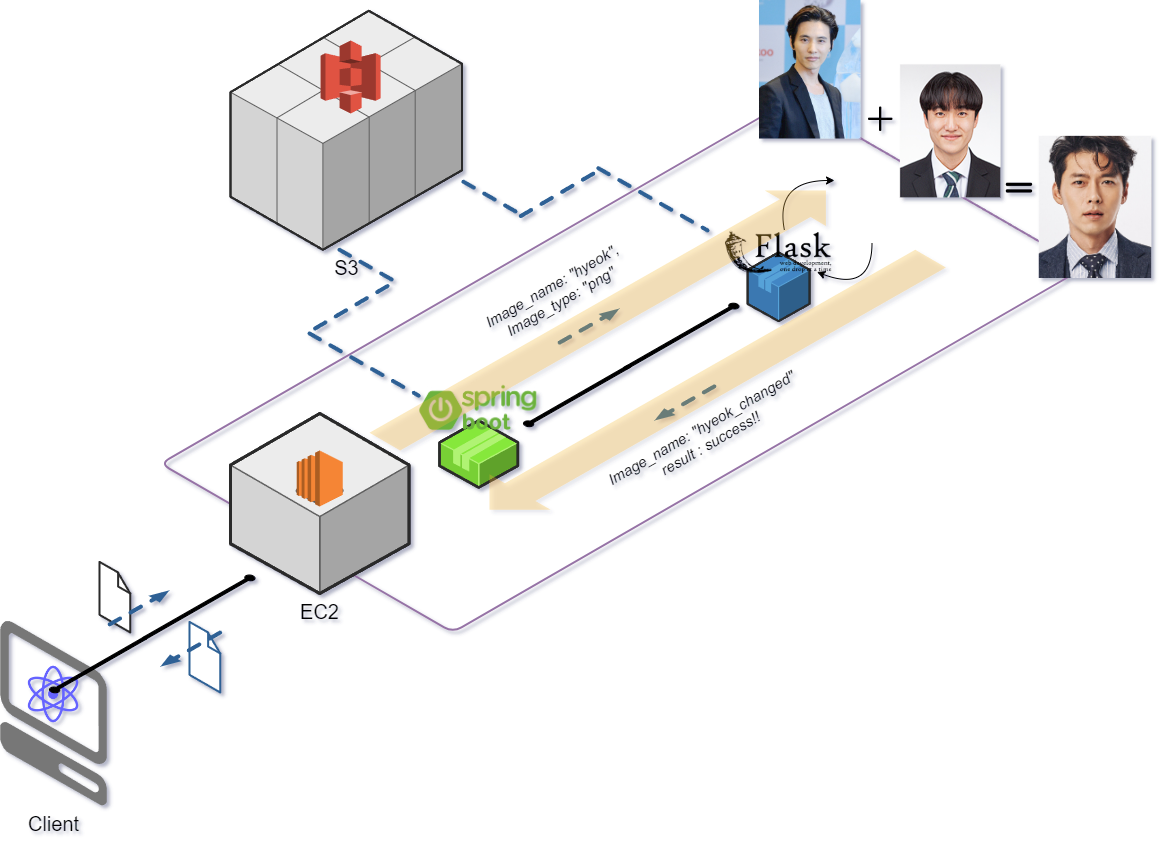 S3
Image_name: "hyeok",
Image_type: "png"
Flask
web development,
one drop at a time
spring
boot
Image_name: "hyeok_changed"
result : success!!
EC2
Client